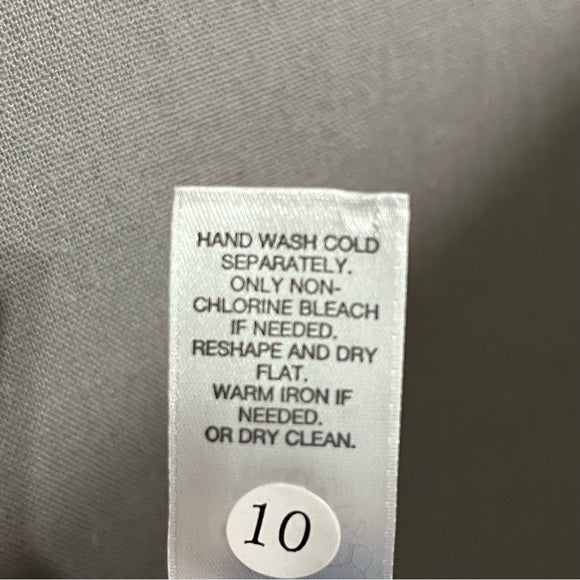 HAND WASH COLD
SEPARATELY.
ONLY NON-
CHLORINE BLEACH
IF NEEDED.
RESHAPE AND DRY
FLAT.
WARM IRON IF
NEEDED.
OR DRY CLEAN.
10